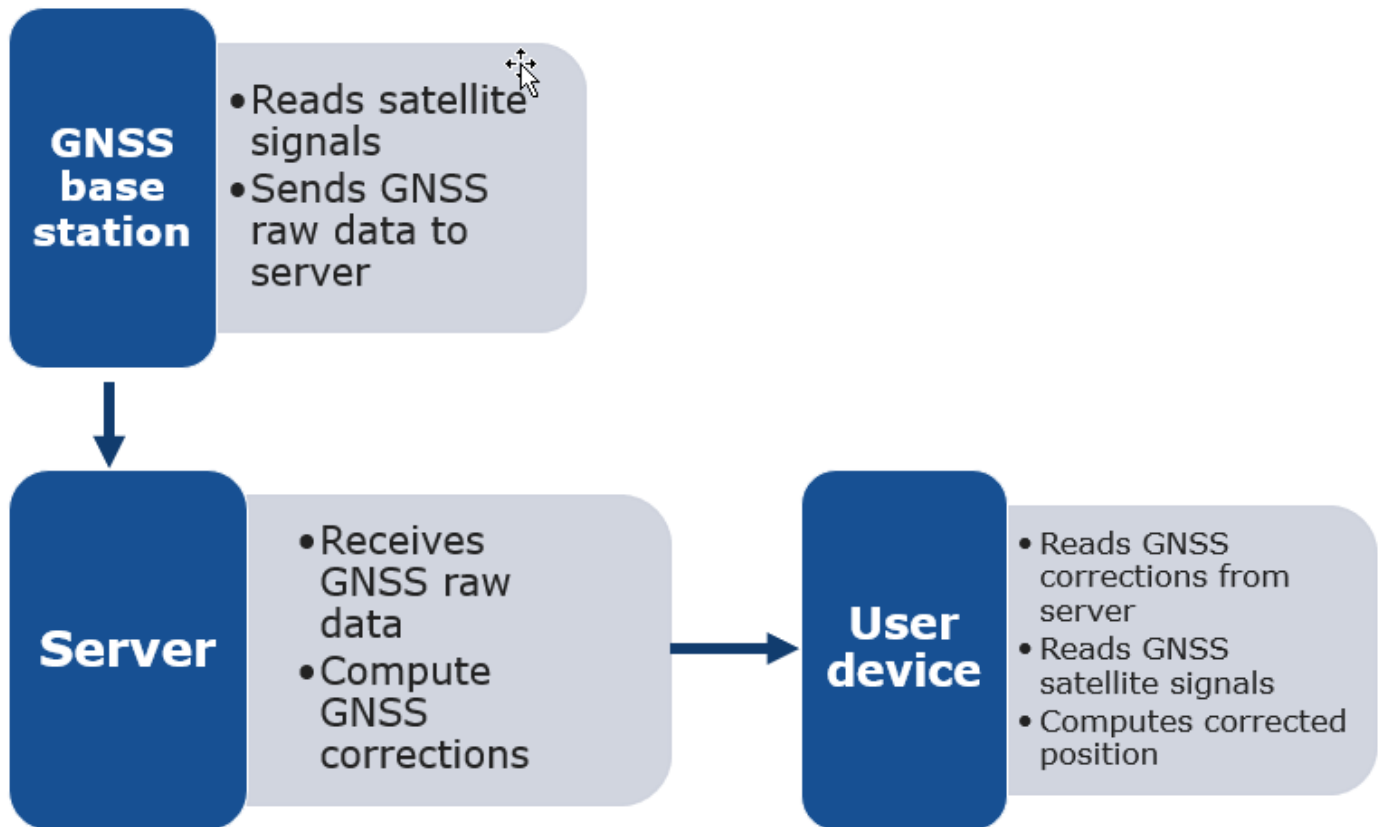 GNSS
base
station
•Reads satellite
signals
•Sends GNSS
raw data to
server
Server
•Receives
GNSS raw
data
•Compute
GNSS
corrections
User
device
• Reads GNSS
corrections from
server
• Reads GNSS
satellite signals
• Computes corrected
position